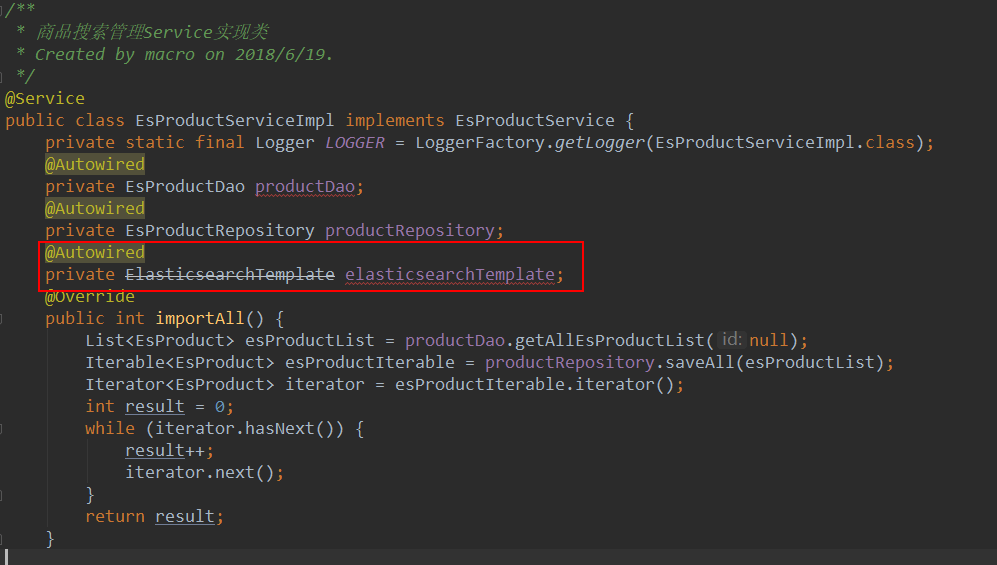 /**
 * 商品搜索管理Service实现类
 * Created by macro on 2018/6/19.
 */
@Service
public class EsProductServiceImpl implements EsProductService {
    private static final Logger LOGGER = LoggerFactory.getLogger(EsProductServiceImpl.class);
    @Autowired
    private EsProductDao productDao;
    @Autowired
    private EsProductRepository productRepository;
    @Autowired
    private ElasticsearchTemplate elasticsearchTemplate;
    @Override
    public int importAll() {
        List<EsProduct> esProductList = productDao.getAllEsProductList( id: null);
        Iterable<EsProduct> esProductIterable = productRepository.saveAll(esProductList);
        Iterator<EsProduct> iterator = esProductIterable.iterator();
        int result = 0;
        while (iterator.hasNext()) {
            result++;
            iterator.next();
        }
        return result;
    }